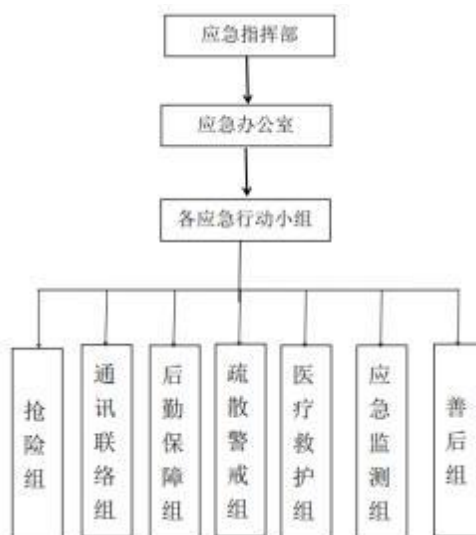 应急指挥部
应急办公室
各应急行动小组
抢险组
通讯联络组
后勤保障组
疏散警戒组
医疗救护组
应急监测组
善后组